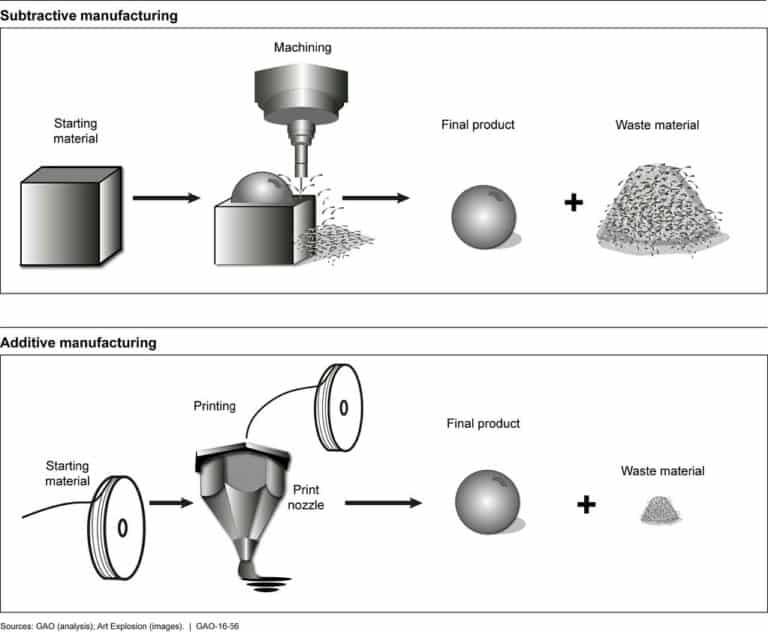 Subtractive manufacturing
Machining
Starting
material
Final product
Waste material
Additive manufacturing
Printing
Final product
Starting
material
Print
nozzle
Waste material
Sources: GAO (analysis); Art Explosion (images). | GAO-16-56